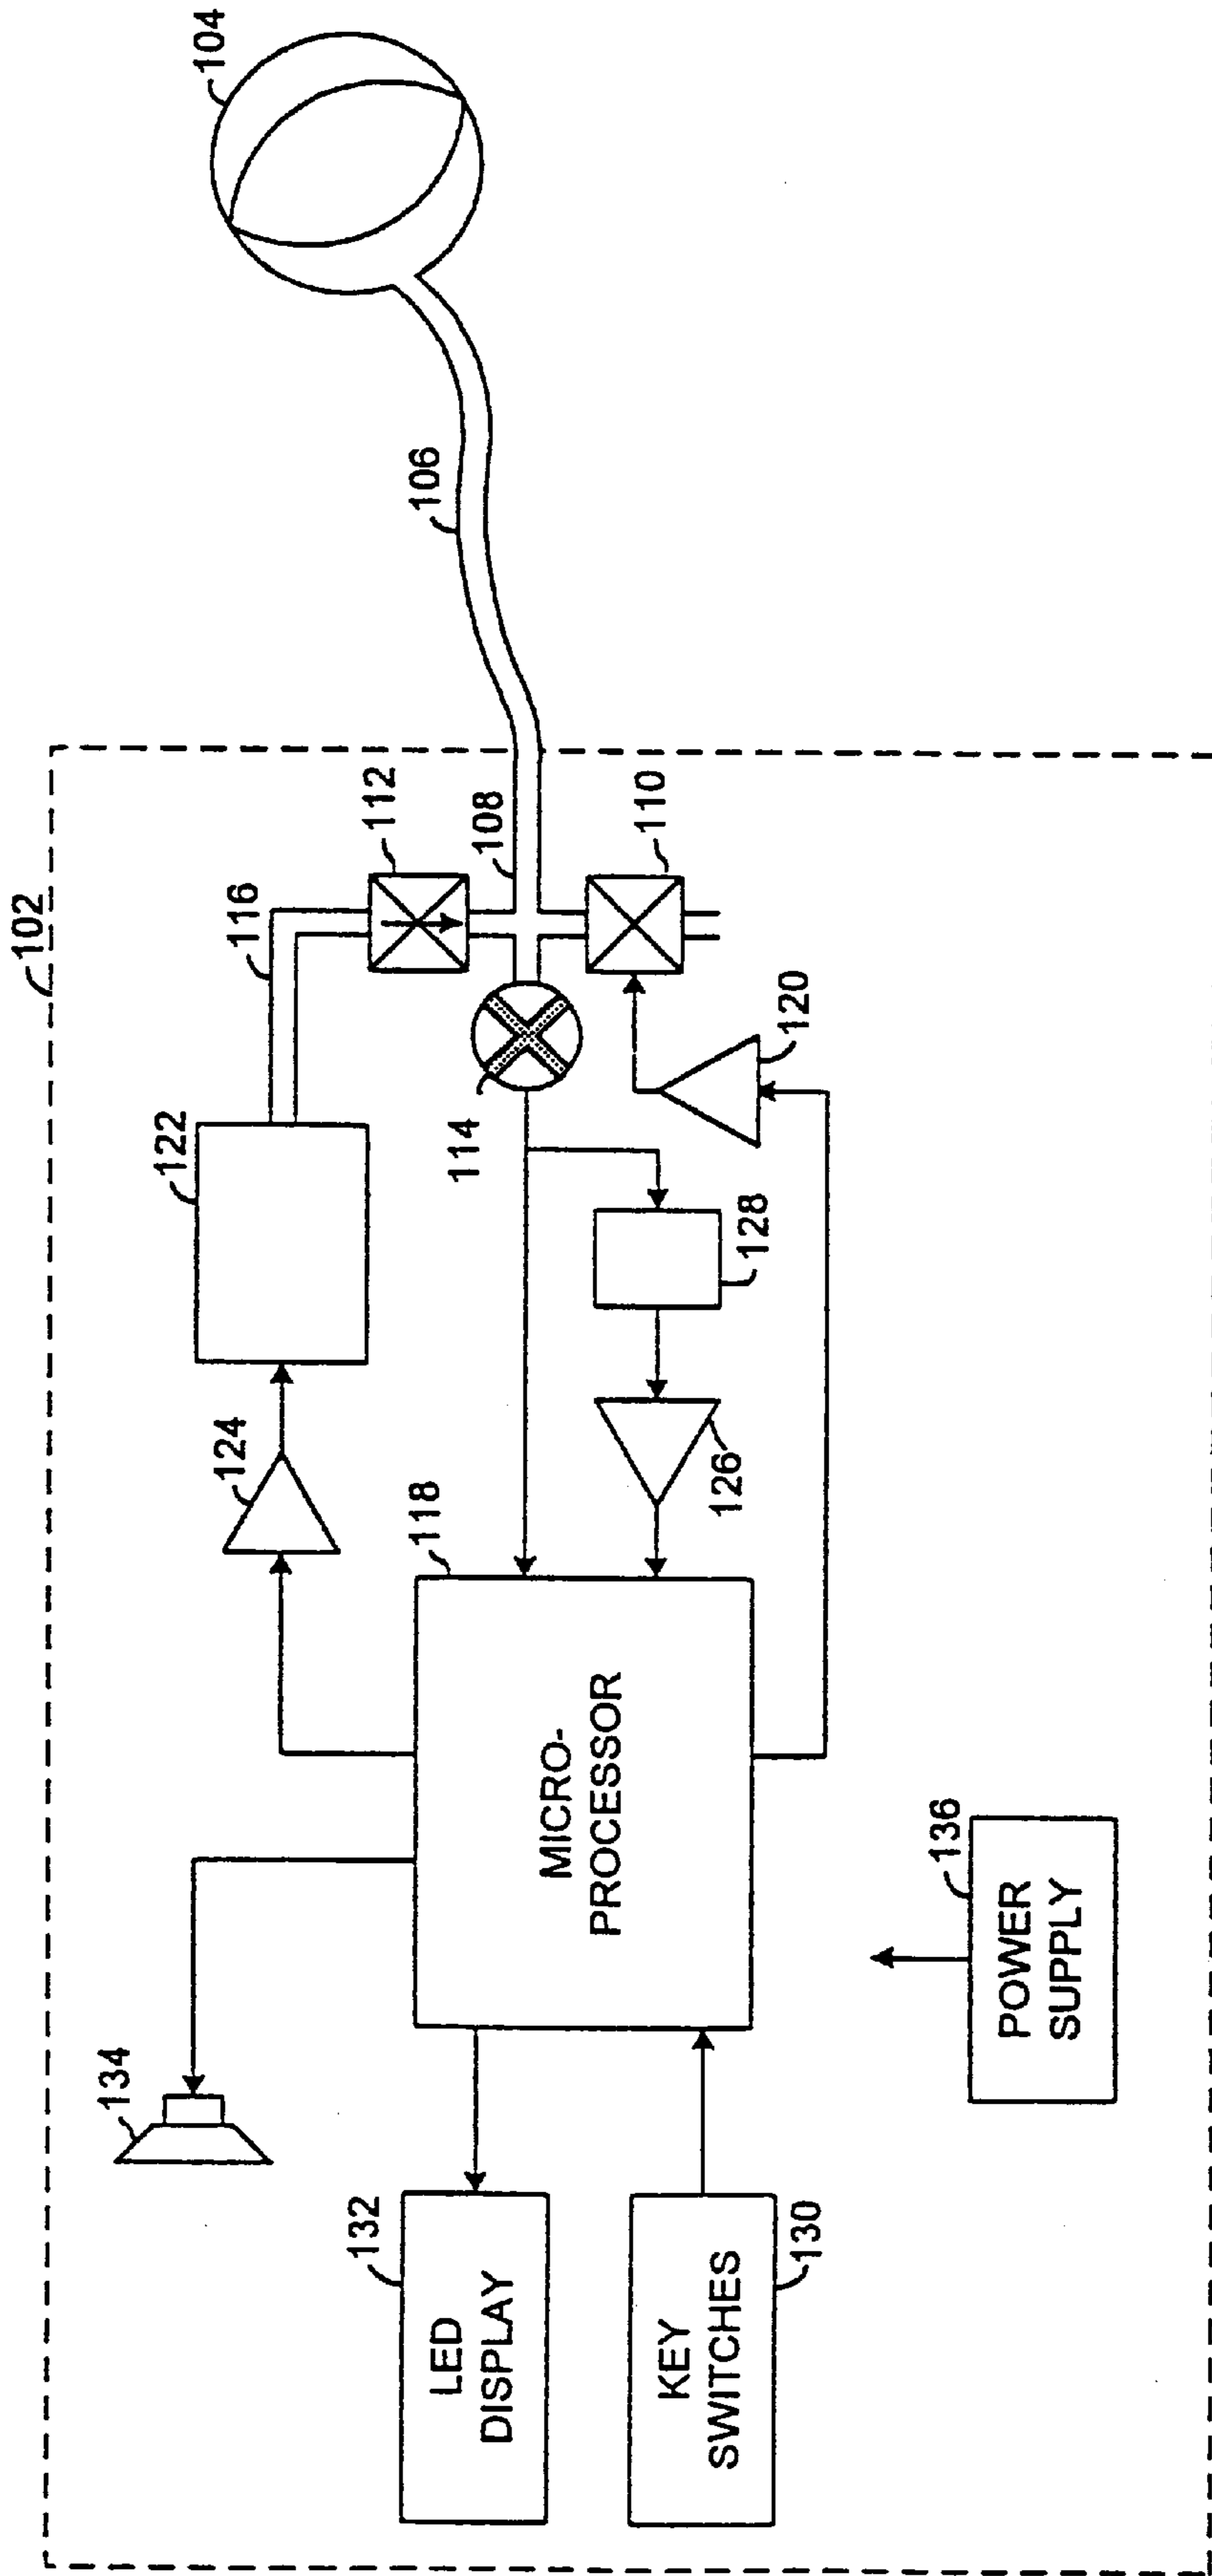 102
104
106
108
110
112
114
116
118
120
122
124
126
128
MICRO-
PROCESSOR
134
132
LED
DISPLAY
130
KEY
SWITCHES
136
POWER
SUPPLY